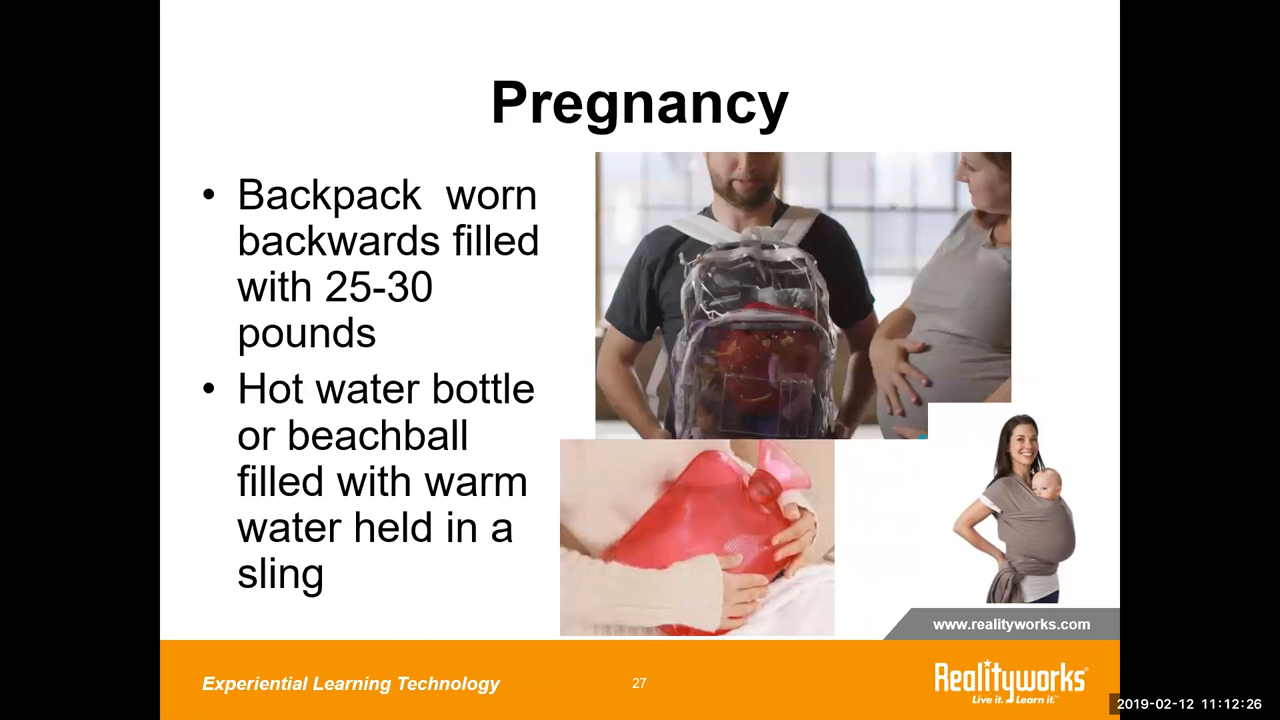 Pregnancy
• Backpack  worn
backwards filled
with 25-30
pounds
• Hot water bottle
or beachball
filled with warm
water held in a
sling
www.realityworks.com
Experiential Learning Technology
27
Realityworks®
Live it. Learn it.™
2019-02-12 11:12:26